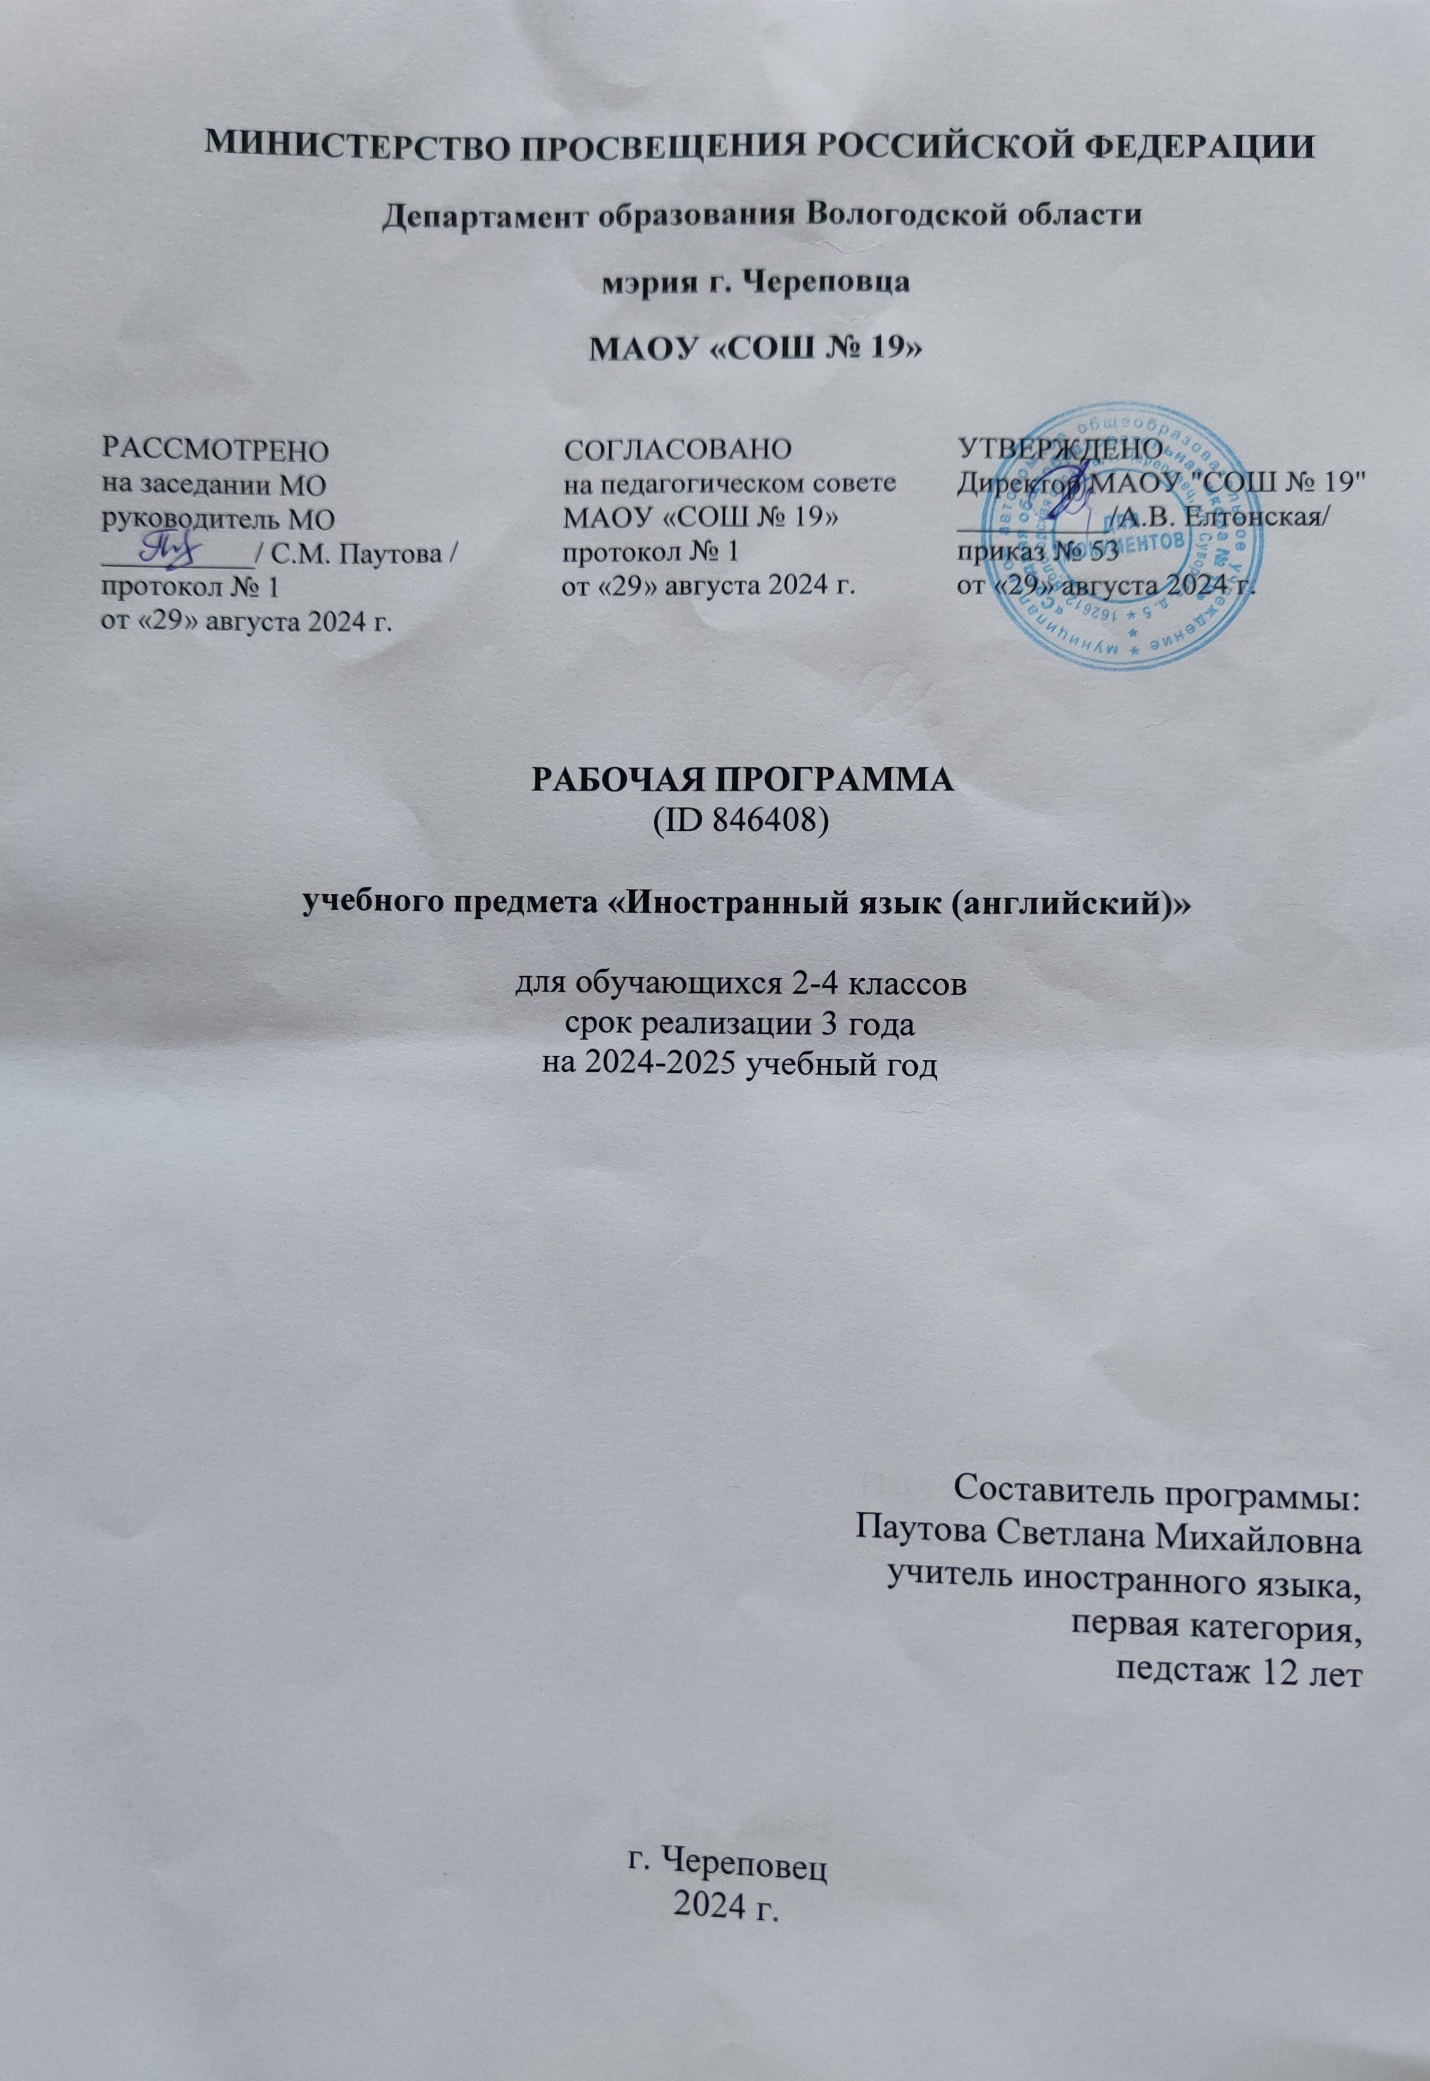 МИНИСТЕРСТВО ПРОСВЕЩЕНИЯ РОССИЙСКОЙ ФЕДЕРАЦИИ
Департамент образования Вологодской области
мэрия г. Череповца
МАОУ «СОШ № 19»
РАССМОТРЕНО
на заседании МО
руководитель МО
/ С.М. Паутова /
протокол № 1
от «29» августа 2024 г.
СОГЛАСОВАНО
на педагогическом совете
МАОУ «СОШ № 19»
протокол № 1
от «29» августа 2024 г.
УТВЕРЖДЕНО
Директор МАОУ "СОШ № 19"
/А.В. Елтонская/
приказ № 53
от «29» августа 2024 г.
ДЛЯ
ДОКУМЕНТОВ
РАБОЧАЯ ПРОГРАММА
(ID 846408)
учебного предмета «Иностранный язык (английский)»
для обучающихся 2-4 классов
срок реализации 3 года
на 2024-2025 учебный год
Составитель программы:
Паутова Светлана Михайловна
учитель иностранного языка,
первая категория,
педстаж 12 лет
г. Череповец
2024 г.